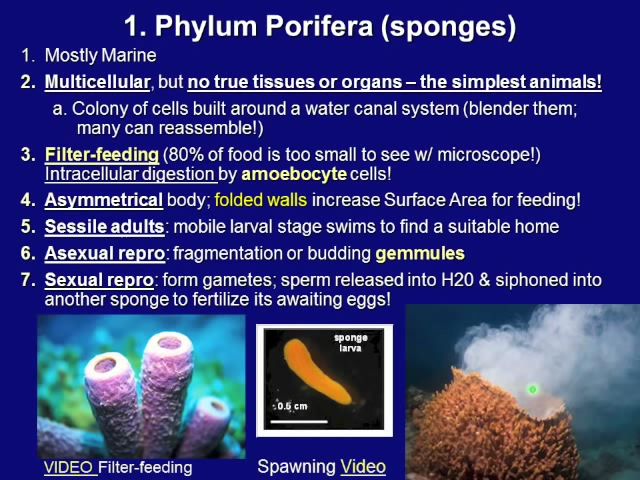 1. Phylum Porifera (sponges)
1. Mostly Marine
2. Multicellular, but no true tissues or organs – the simplest animals!
a. Colony of cells built around a water canal system (blender them;
many can reassemble!)
3. Filter-feeding (80% of food is too small to see w/ microscope!)
Intracellular digestion by amoebocyte cells!
4. Asymmetrical body; folded walls increase Surface Area for feeding!
5. Sessile adults: mobile larval stage swims to find a suitable home
6. Asexual repro: fragmentation or budding gemmules
7. Sexual repro: form gametes; sperm released into H20 & siphoned into
another sponge to fertilize its awaiting eggs!
sponge
larva
0.5 cm
VIDEO Filter-feeding
Spawning Video